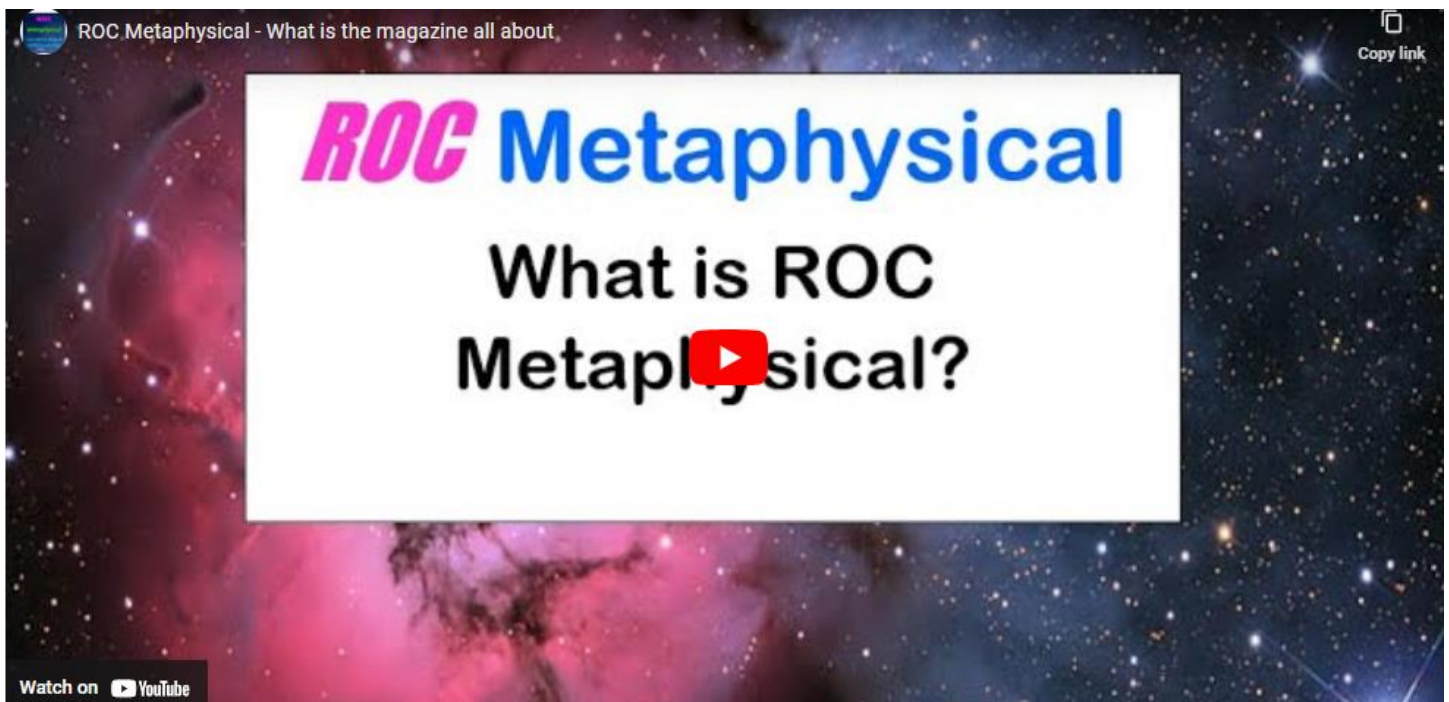 ROC Metaphysical - What is the magazine all about
Copy link
ROC Metaphysical
What is ROC
Metaphysical?
Watch on YouTube